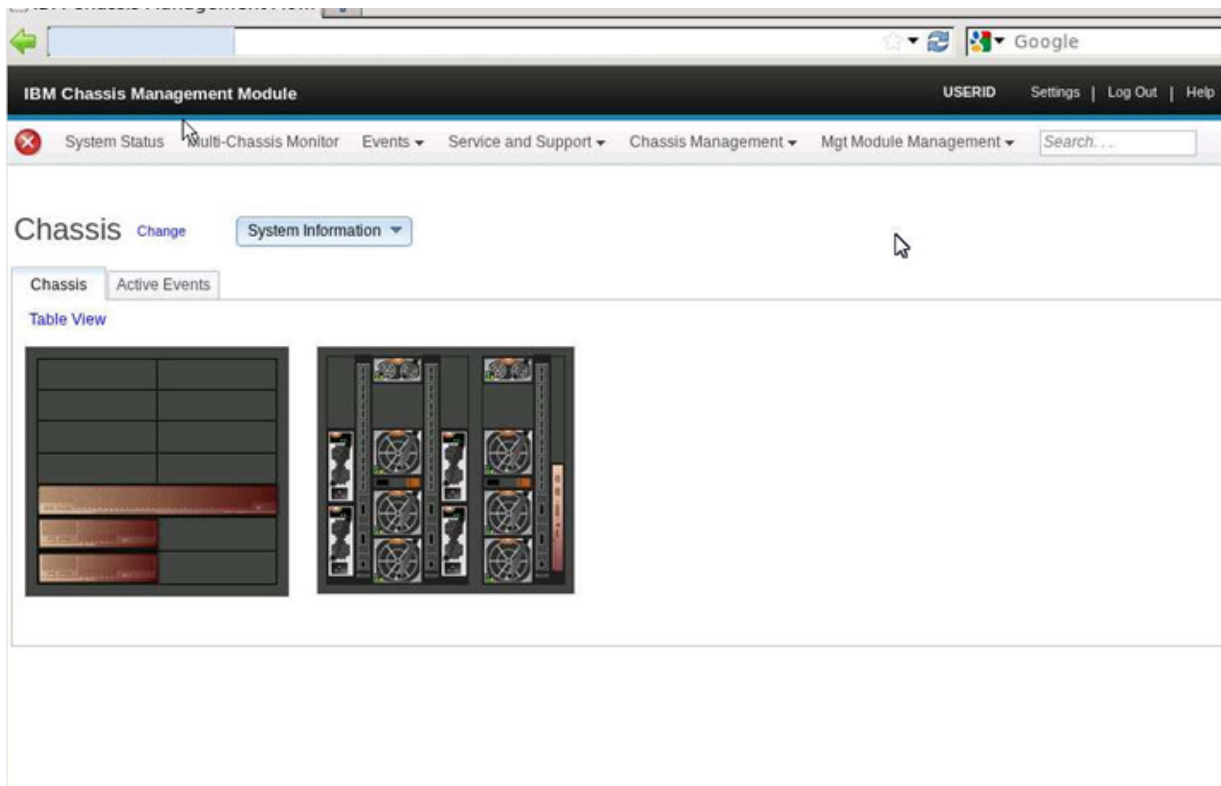 Google
IBM Chassis Management Module USERID Settings | Log Out | Help
System Status Multi-Chassis Monitor Events Service and Support Chassis Management Mgt Module Management Search...
Chassis Change System Information
Chassis Active Events
Table View